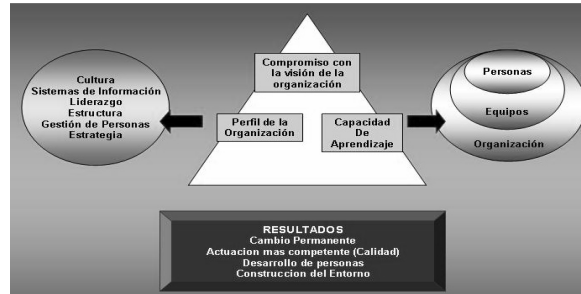 Cultura
Sistemas de Información
Liderazgo
Estructura
Gestión de Personas
Estrategia
Compromiso con
la visión de la
organización
Perfil de la
Organización
Capacidad
De
Aprendizaje
Personas
Equipos
Organización
RESULTADOS
Cambio Permanente
Actuacion mas competente (Calidad)
Desarrollo de personas
Construccion del Entorno